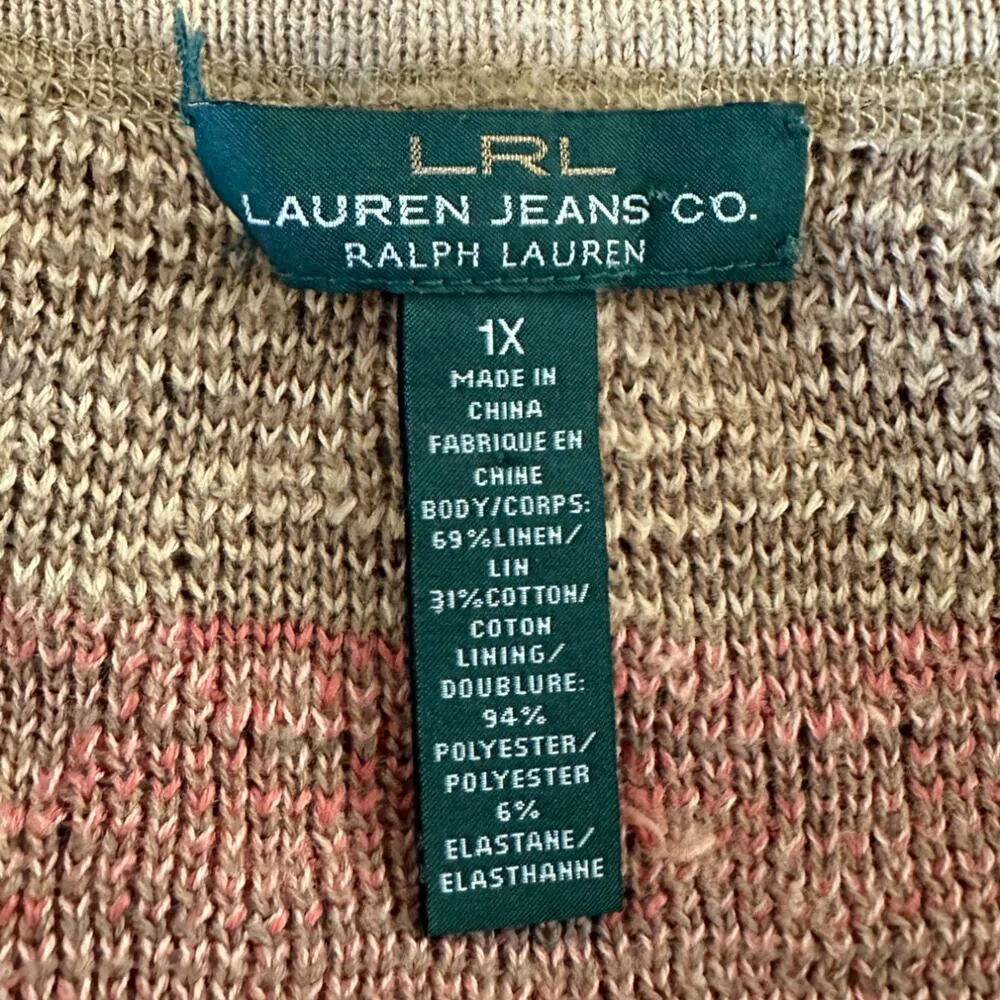 LRL
LAUREN JEANS CO.
RALPH LAUREN
1X
MADE IN
CHINA
FABRIQUE EN
CHINE
BODY/CORPS:
69%LINEN/
LIN
31%COTTON/
COTON
LINING/
DOUBLURE:
94%
POLYESTER/
POLYESTER
6%
ELASTANE/
ELASTHANNE